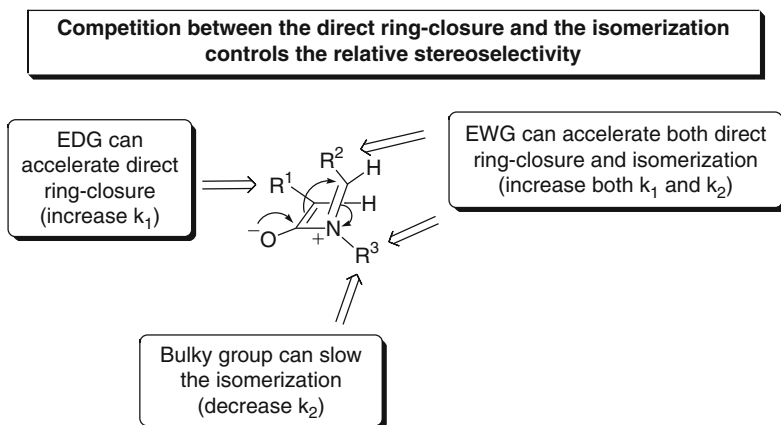 Competition between the direct ring-closure and the isomerization
controls the relative stereoselectivity
EDG can
accelerate direct
ring-closure
(increase k₁)
R¹
R²
H
H
⁻O
N
+
R³
EWG can accelerate both direct
ring-closure and isomerization
(increase both k₁ and k₂)
Bulky group can slow
the isomerization
(decrease k₂)